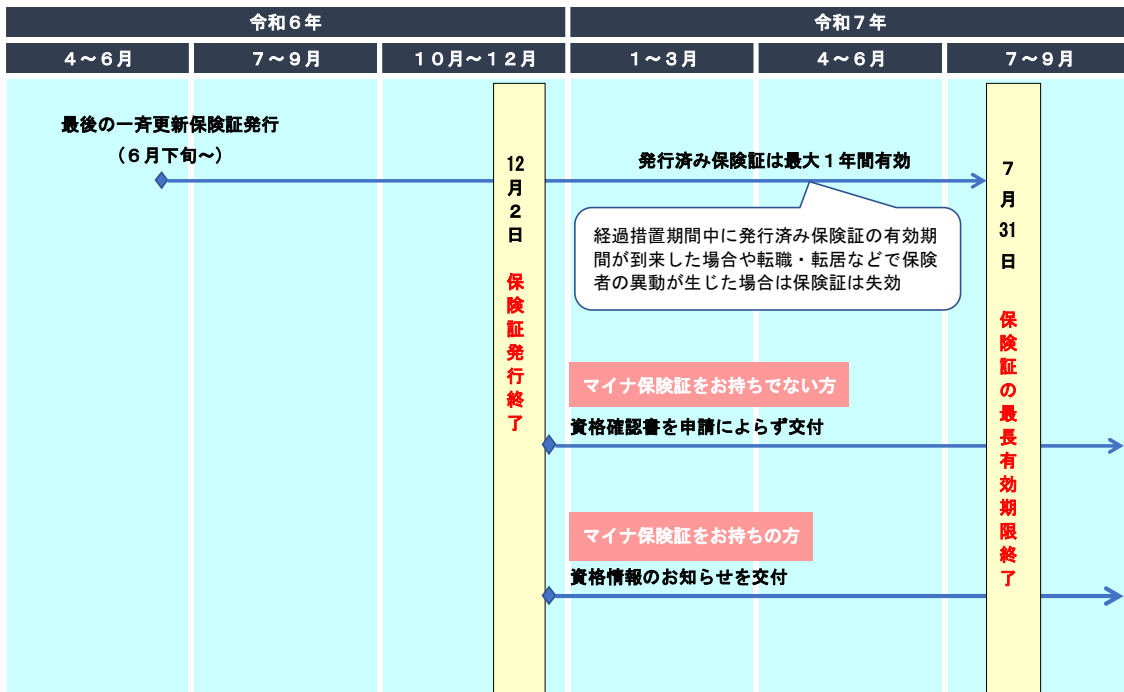 令和６年
令和７年
４～６月
７～９月
１０月～１２月
１～３月
４～６月
７～９月
最後の一斉更新保険証発行
（６月下旬～）
発行済み保険証は最大１年間有効
経過措置期間中に発行済み保険証の有効期
間が到来した場合や転職・転居などで保険
者の異動が生じた場合は保険証は失効
12月２日 保険証発行終了
７月31日 保険証の最長有効期限終了
マイナ保険証をお持ちでない方
資格確認書を申請によらず交付
マイナ保険証をお持ちの方
資格情報のお知らせを交付